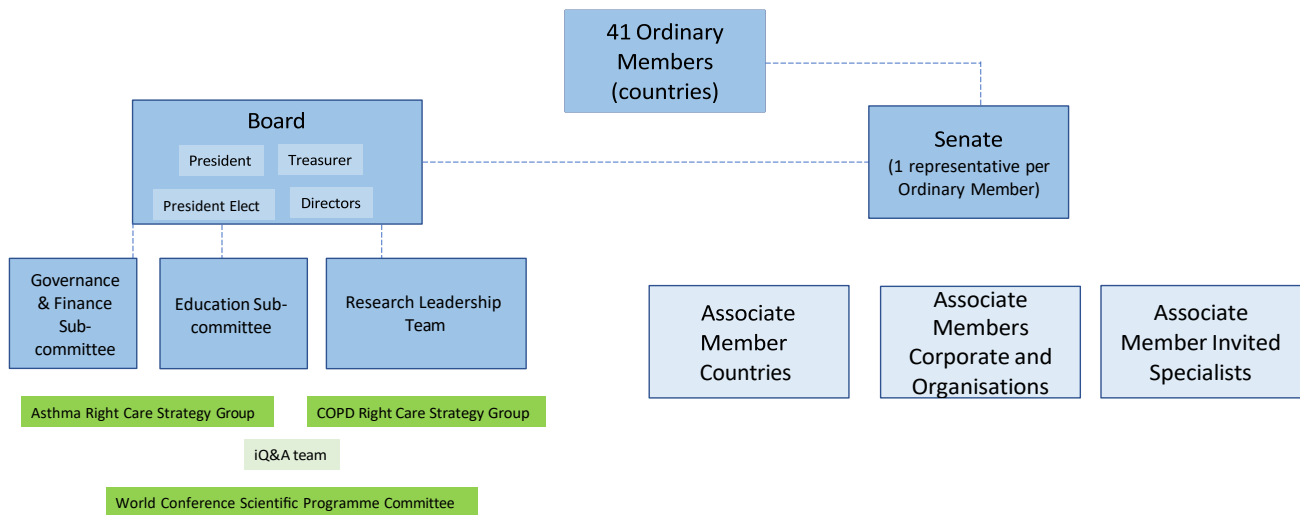 41 Ordinary
Members
(countries)
Board
President
Treasurer
President Elect
Directors
Senate
(1 representative per
Ordinary Member)
Governance
& Finance
Sub-
committee
Education Sub-
committee
Research Leadership
Team
Associate
Member
Countries
Associate
Members
Corporate and
Organisations
Associate
Member Invited
Specialists
Asthma Right Care Strategy Group
COPD Right Care Strategy Group
iQ&A team
World Conference Scientific Programme Committee